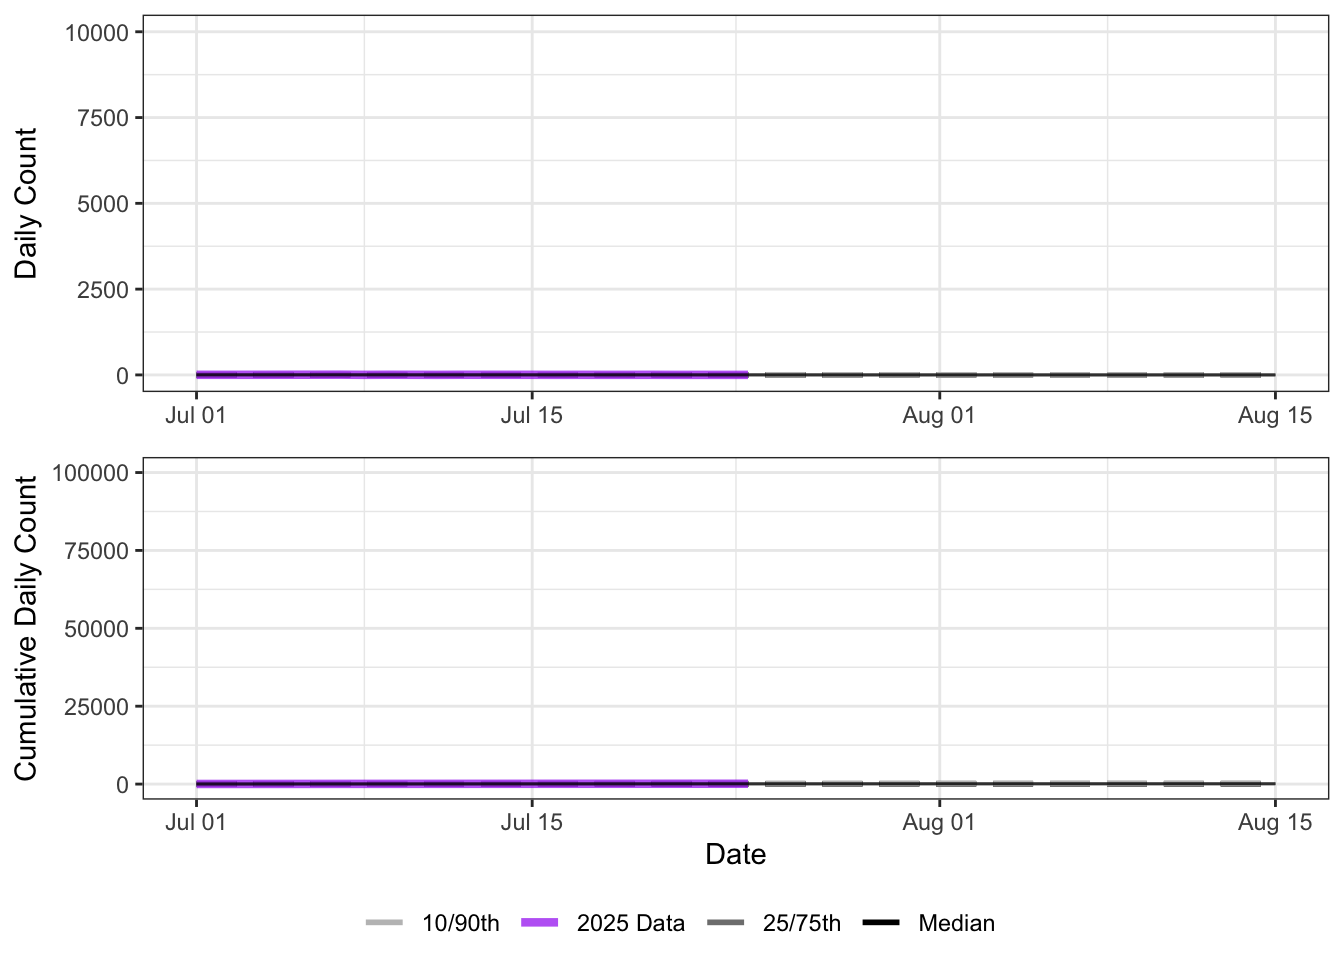 Daily Count
10000
7500
5000
2500
0
Jul 01 Jul 15 Aug 01 Aug 15
Cumulative Daily Count
100000
75000
50000
25000
0
Jul 01 Jul 15 Aug 01 Aug 15
Date
10/90th 2025 Data 25/75th Median